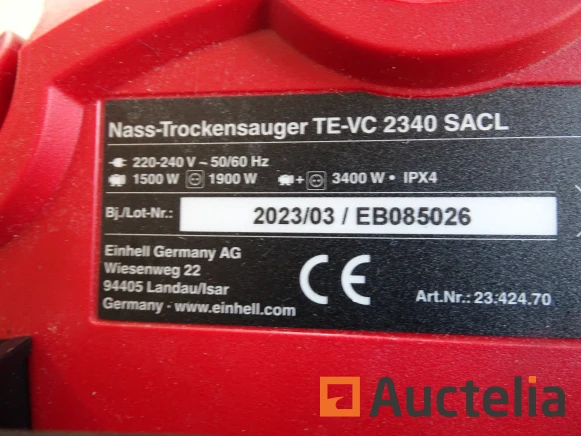 Nass-Trockensauger TE-VC 2340 SACL
220-240 V ~ 50/60 Hz
1500 W 1900 W + 3400 W • IPX4
Bj./Lot-Nr.: 2023/03 / EB085026
Einhell Germany AG
Wiesenweg 22
94405 Landau/Isar
Germany - www.einhell.com
CE
Art.Nr.: 23.424.70
Auctelia